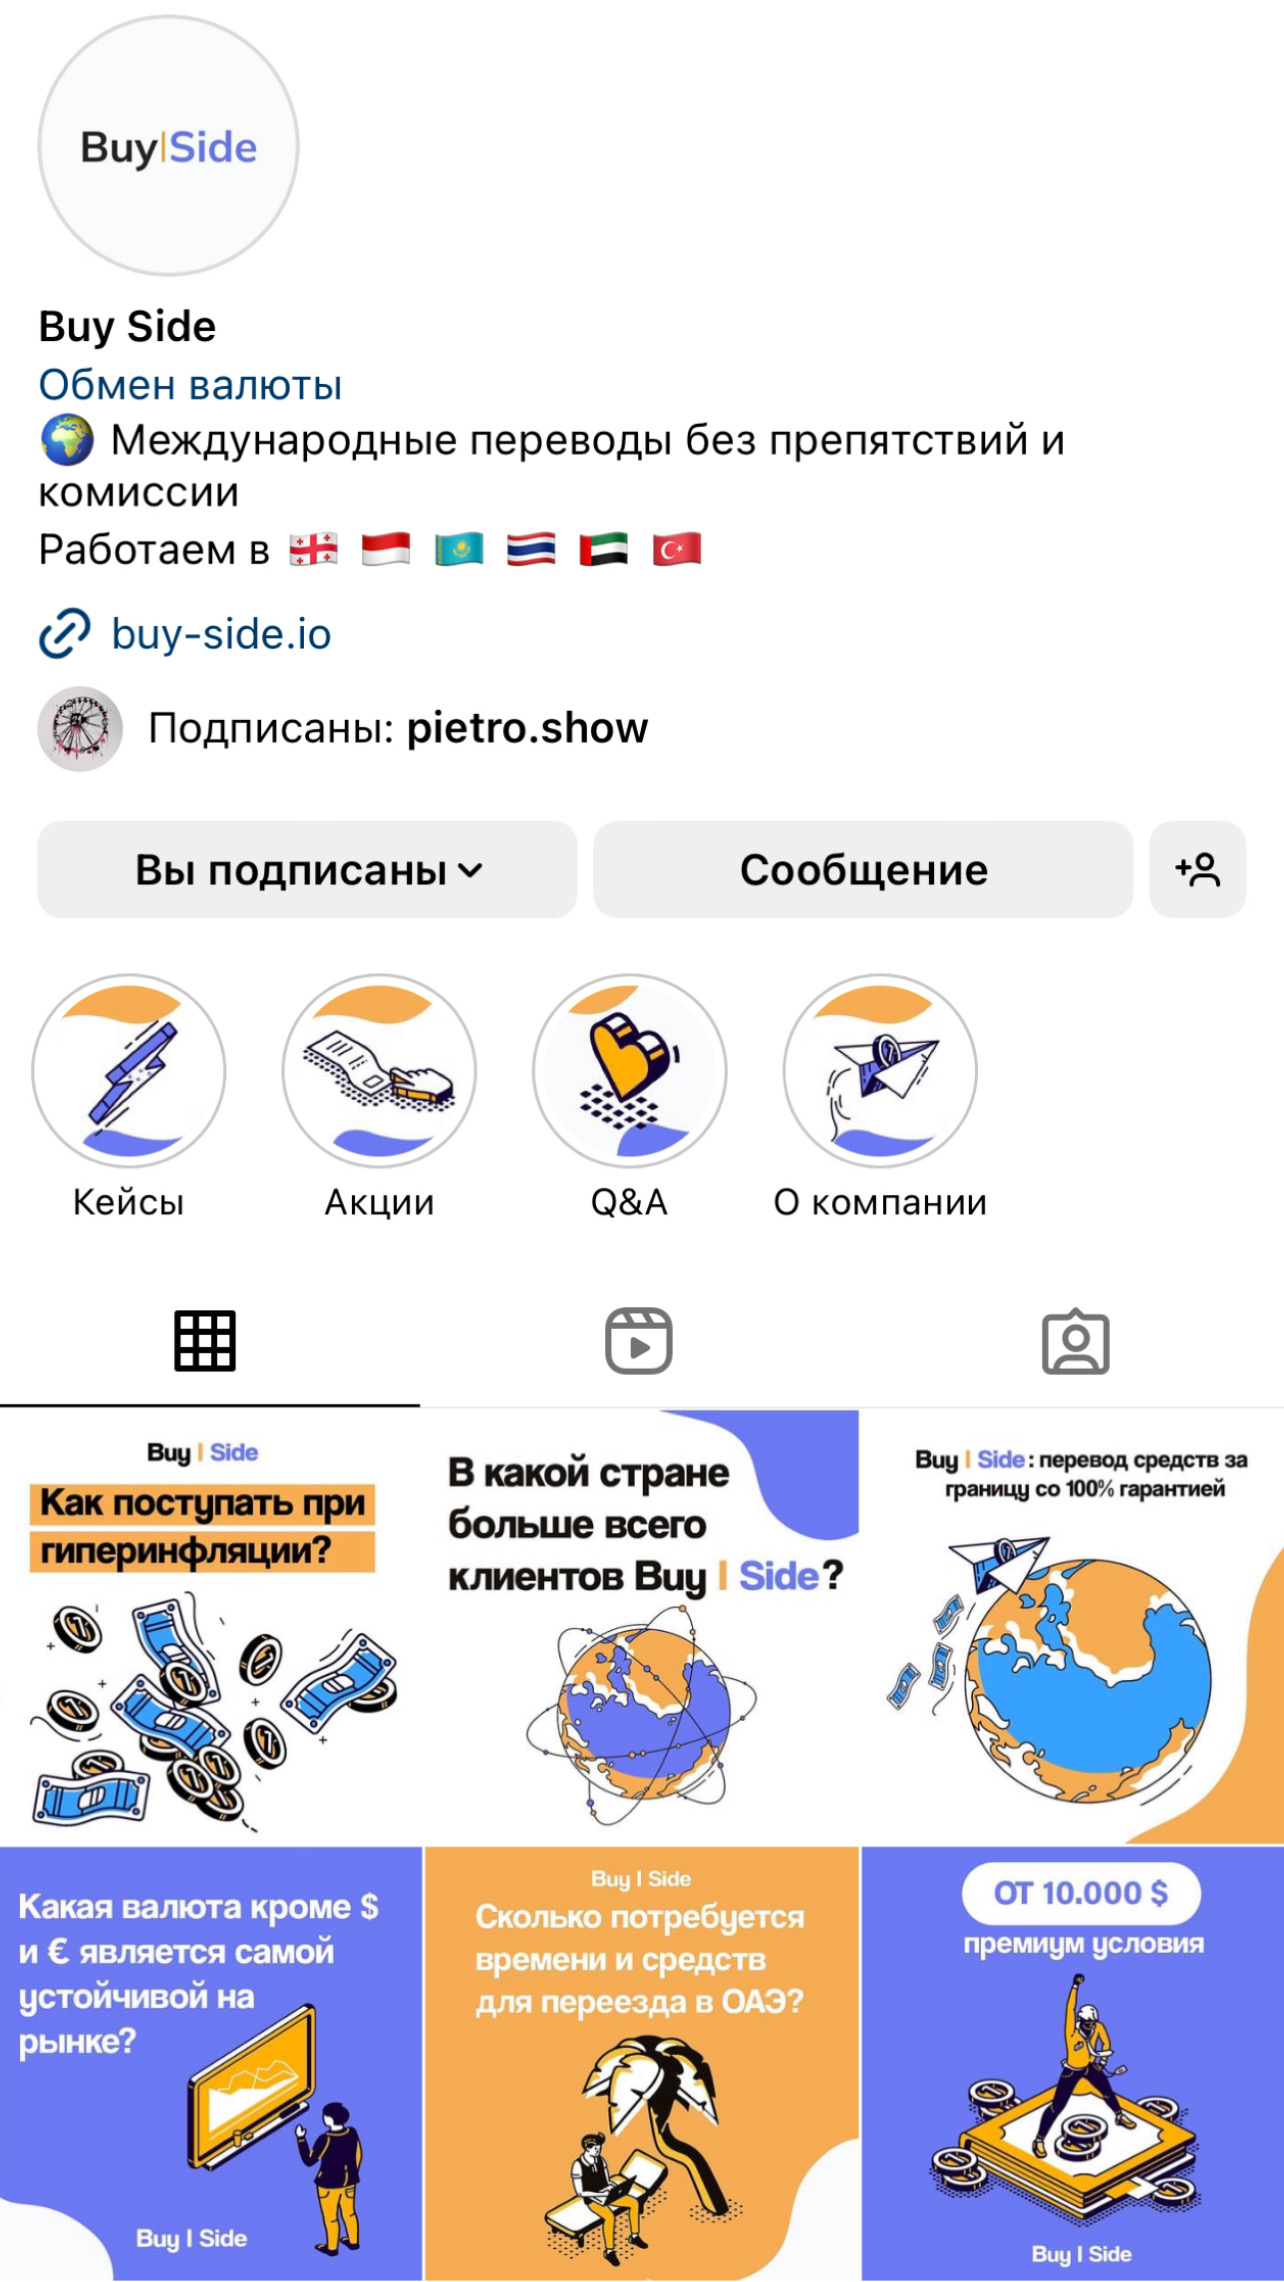 Buy|Side
Buy Side
Обмен валюты
🌍 Международные переводы без препятствий и
комиссии
Работаем в 🇬🇪 🇮🇩 🇰🇿 🇹🇭 🇦🇪 🇹🇷
buy-side.io
Подписаны: pietro.show
Вы подписаны
Сообщение
Кейсы
Акции
Q&A
О компании
Buy | Side
Как поступать при
гиперинфляции?
В какой стране
больше всего
клиентов Buy | Side?
Buy | Side: перевод средств за
границу со 100% гарантией
Какая валюта кроме $
и € является самой
устойчивой на
рынке?
Buy | Side
Buy | Side
Сколько потребуется
времени и средств
для переезда в ОАЭ?
ОТ 10.000 $
премиум условия
Buy | Side